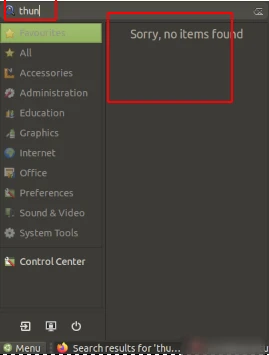 thun
Sorry, no items found
Favourites
All
Accessories
Administration
Education
Graphics
Internet
Office
Preferences
Sound & Video
System Tools
Control Center
Menu
Search results for 'thu...